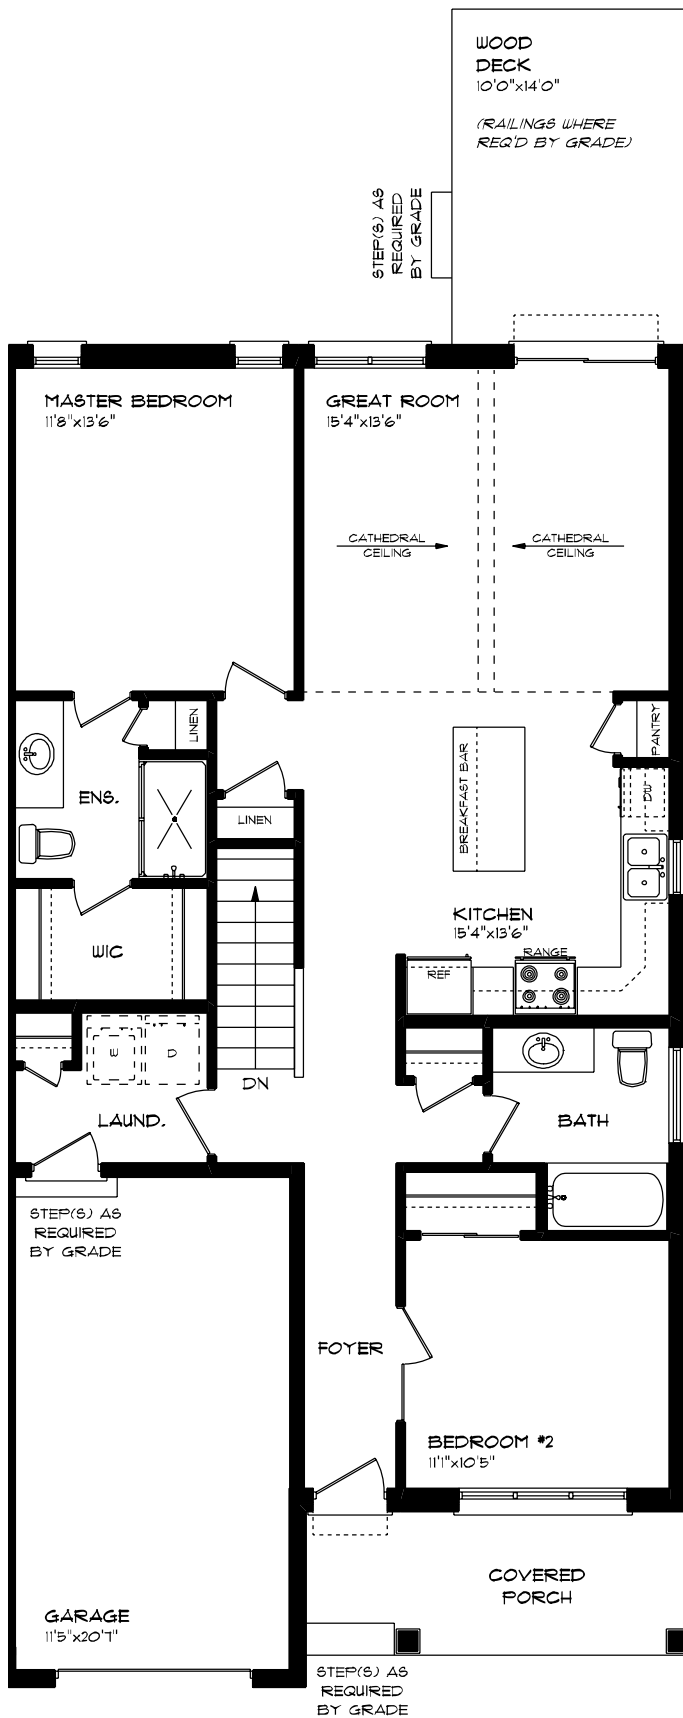 WOOD
DECK
10'0"x14'0"
(RAILINGS WHERE
REQ'D BY GRADE)
STEP(S) AS
REQUIRED
BY GRADE
MASTER BEDROOM
11'8"x13'6"
GREAT ROOM
15'4"x13'6"
CATHEDRAL
CEILING
CATHEDRAL
CEILING
LINEN
PANTRY
ENS.
LINEN
BREAKFAST BAR
DW
KITCHEN
15'4"x13'6"
WIC
RANGE
REF
W
D
DN
LAUND.
BATH
STEP(S) AS
REQUIRED
BY GRADE
FOYER
BEDROOM #2
11'1"x10'5"
COVERED
PORCH
GARAGE
11'5"x20'7"
STEP(S) AS
REQUIRED
BY GRADE